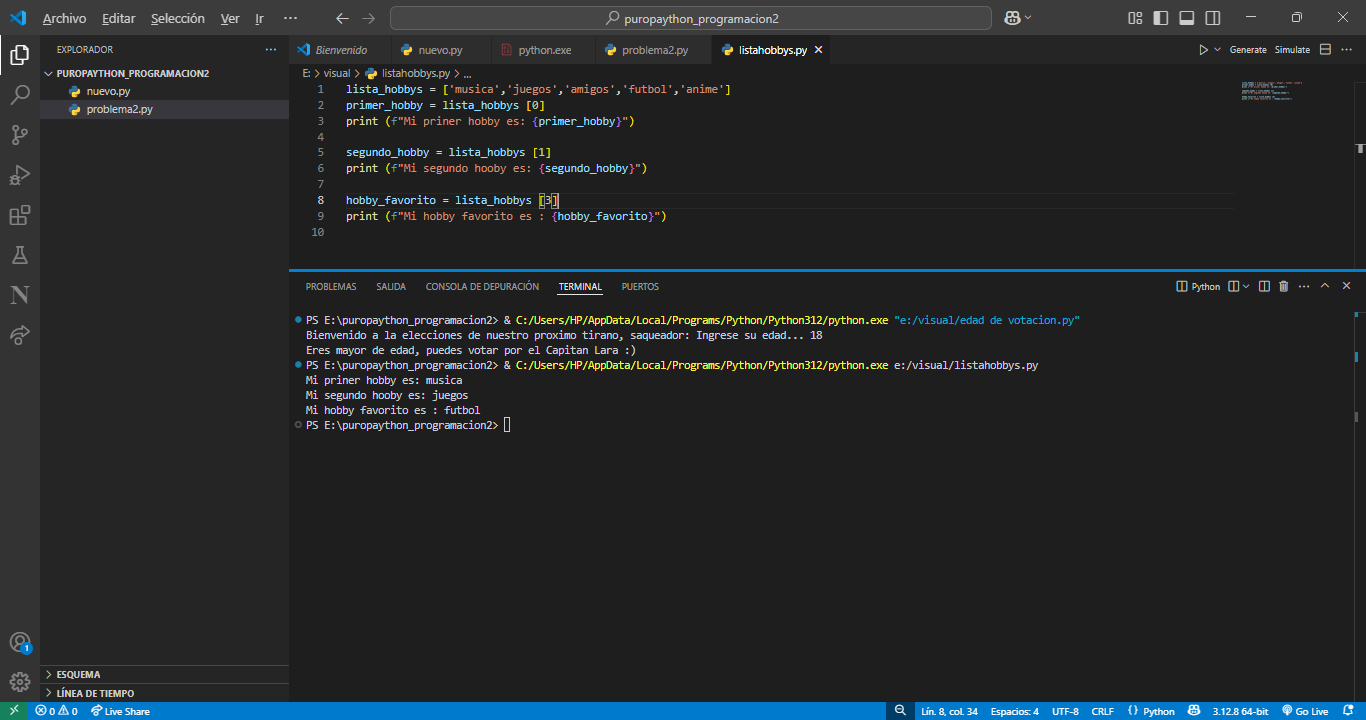 Archivo Editar Selección Ver Ir ··· puropaython_programacion2
EXPLORADOR ···
PUROPAYTHON_PROGRAMACION2
nuevo.py
problema2.py
Bienvenido nuevo.py python.exe problema2.py listahobbys.py Generate Simulate ···
E: > visual > listahobbys.py > ...
1 lista_hobbys = ['musica','juegos','amigos','futbol','anime']
2 primer_hobby = lista_hobbys [0]
3 print (f"Mi priner hobby es: {primer_hobby}")
4
5 segundo_hobby = lista_hobbys [1]
6 print (f"Mi segundo hooby es: {segundo_hobby}")
7
8 hobby_favorito = lista_hobbys [3]
9 print (f"Mi hobby favorito es : {hobby_favorito}")
10
PROBLEMAS SALIDA CONSOLA DE DEPURACIÓN TERMINAL PUERTOS Python ···
PS E:\puropaython_programacion2> & C:/Users/HP/AppData/Local/Programs/Python/Python312/python.exe "e:/visual/edad de votacion.py"
Bienvenido a la elecciones de nuestro proximo tirano, saqueador: Ingrese su edad... 18
Eres mayor de edad, puedes votar por el Capitan Lara :)
PS E:\puropaython_programacion2> & C:/Users/HP/AppData/Local/Programs/Python/Python312/python.exe e:/visual/listahobbys.py
Mi priner hobby es: musica
Mi segundo hooby es: juegos
Mi hobby favorito es : futbol
PS E:\puropaython_programacion2>
N
1
ESQUEMA
LÍNEA DE TIEMPO
0 0 Live Share Lín. 8, col. 34 Espacios: 4 UTF-8 CRLF {} Python 3.12.8 64-bit Go Live